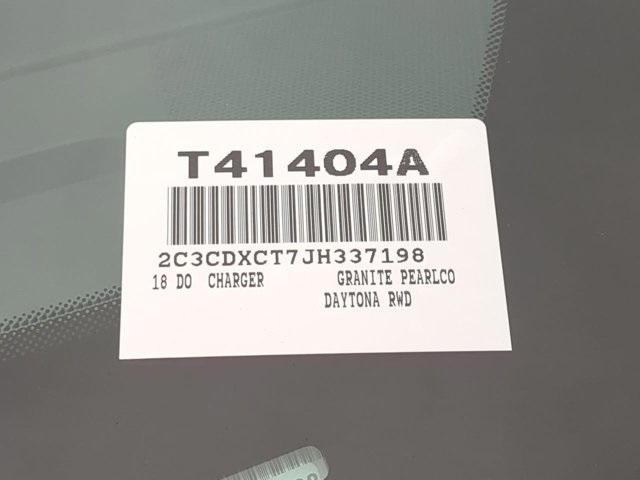 T41404A
2C3CDXCT7JH337198
18 DO CHARGER GRANITE PEARLCO
DAYTONA RWD